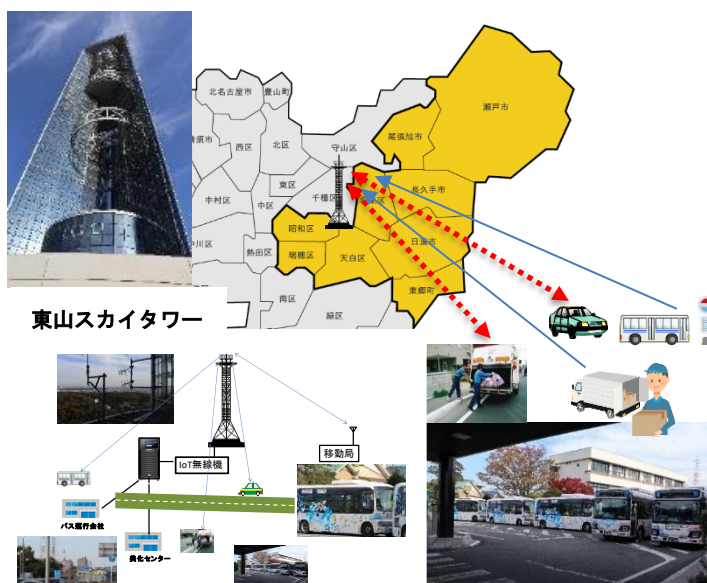 瀬戸市
北名古屋市
豊山町
尾張旭市
守山区
北区
西区
東区
長久手市
千種区
中村区
中区
昭和区
日進市
熱田区
瑞穂区
天白区
東郷町
南区
緑区
東山スカイタワー
移動局
IoT無線機
バス運行会社
美化センター